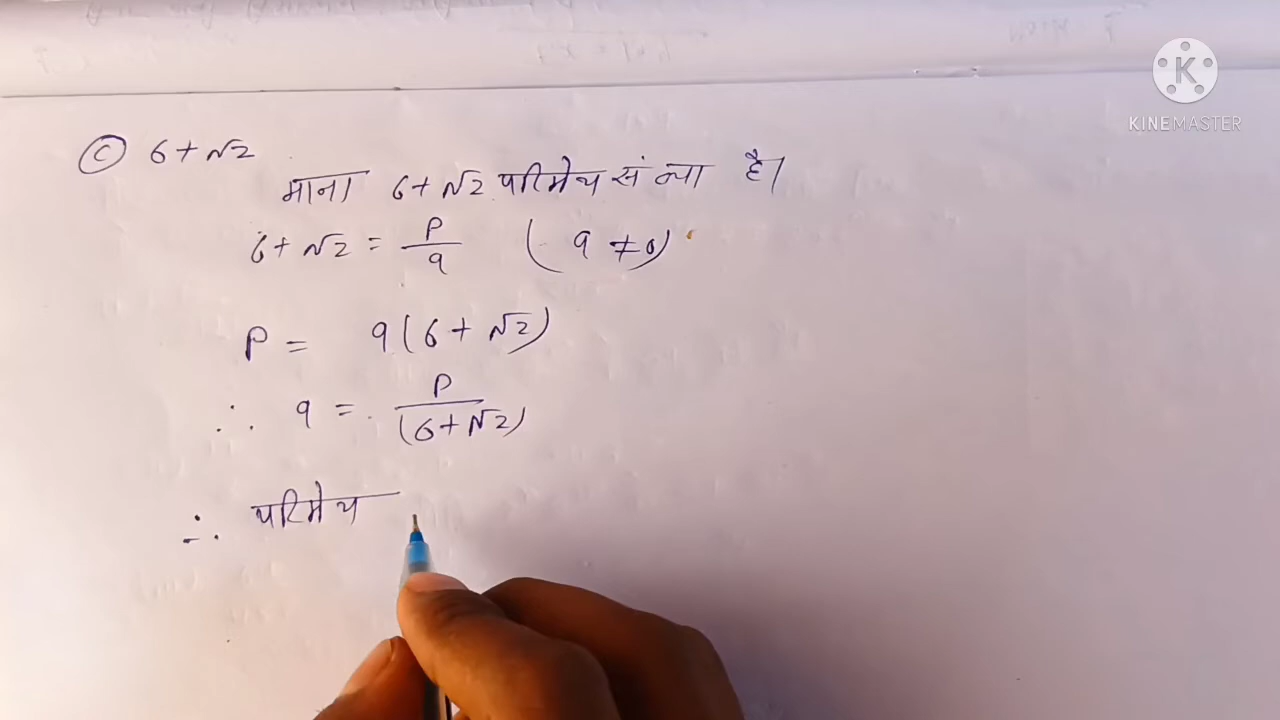 KINEMASTER
(c) 6+√2
माना 6+√2 परिमेय संख्या है।
6+√2 = p/q (q ≠ 0)
p = q(6+√2)
∴ q = p/(6+√2)
∴ परिमेय